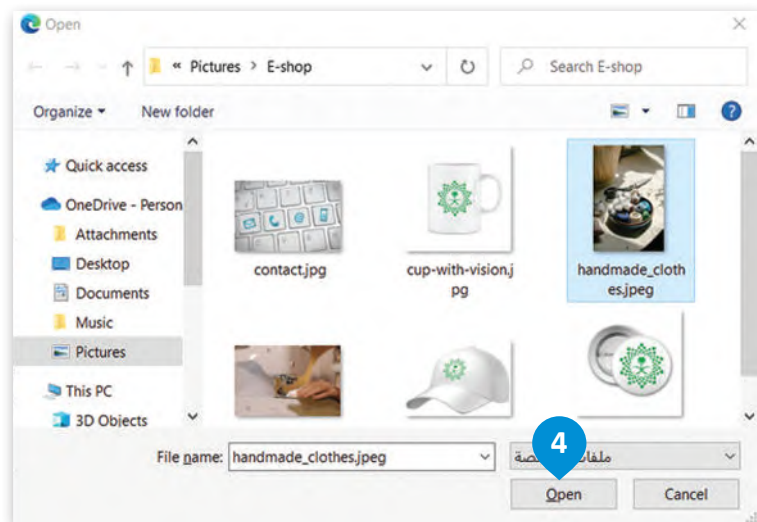 Open
« Pictures > E-shop
Search E-shop
Organize
New folder
Quick access
OneDrive - Person
Attachments
Desktop
Documents
Music
Pictures
This PC
3D Objects
contact.jpg
cup-with-vision.j
pg
handmade_cloth
es.jpeg
File name: handmade_clothes.jpeg
ملفات
4
Open
Cancel